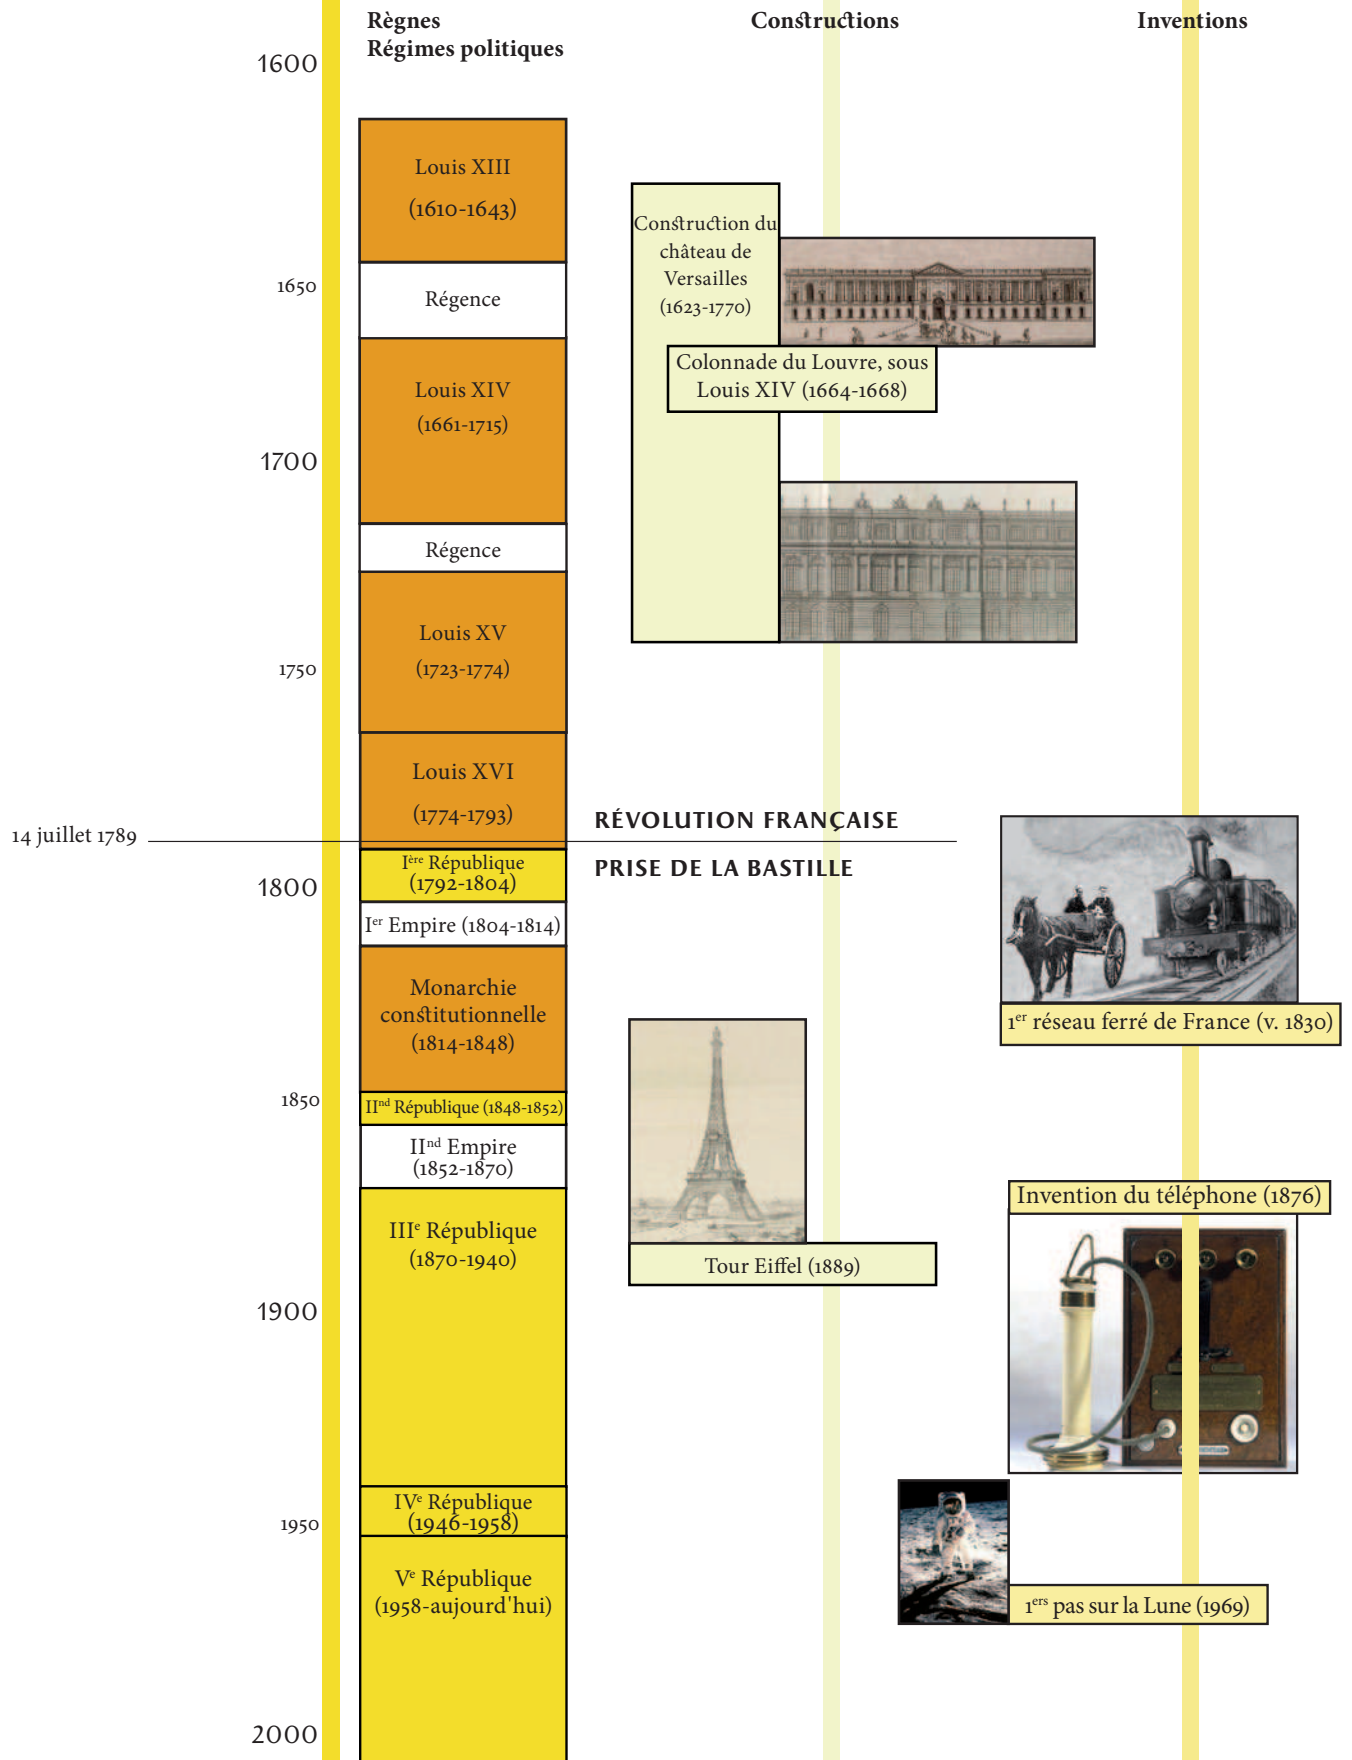 Règnes
Régimes politiques
Constructions
Inventions
1600
Louis XIII
(1610-1643)
1650
Régence
Construction du
château de
Versailles
(1623-1770)
Colonnade du Louvre, sous
Louis XIV (1664-1668)
Louis XIV
(1661-1715)
1700
Régence
Louis XV
(1723-1774)
1750
Louis XVI
(1774-1793)
14 juillet 1789
RÉVOLUTION FRANÇAISE
PRISE DE LA BASTILLE
Ière République
(1792-1804)
1800
Ier Empire (1804-1814)
Monarchie
constitutionnelle
(1814-1848)
1er réseau ferré de France (v. 1830)
1850
IInd République (1848-1852)
IInd Empire
(1852-1870)
Invention du téléphone (1876)
IIIe République
(1870-1940)
Tour Eiffel (1889)
1900
IVe République
(1946-1958)
1950
Ve République
(1958-aujourd'hui)
1ers pas sur la Lune (1969)
2000